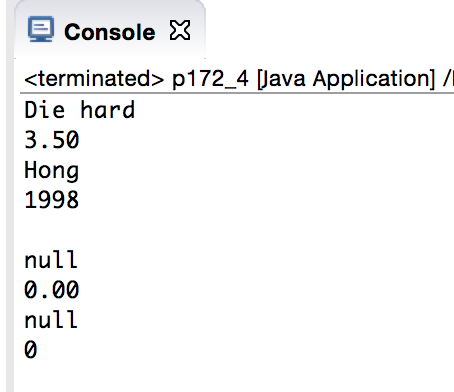 Console
<terminated> p172_4 [Java Application] /
Die hard
3.50
Hong
1998
null
0.00
null
0